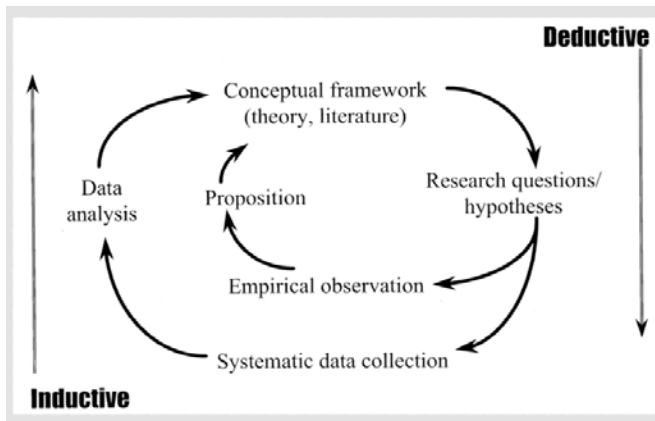 Deductive
Conceptual framework
(theory, literature)
Research questions/
hypotheses
Data
analysis
Proposition
Empirical observation
Systematic data collection
Inductive